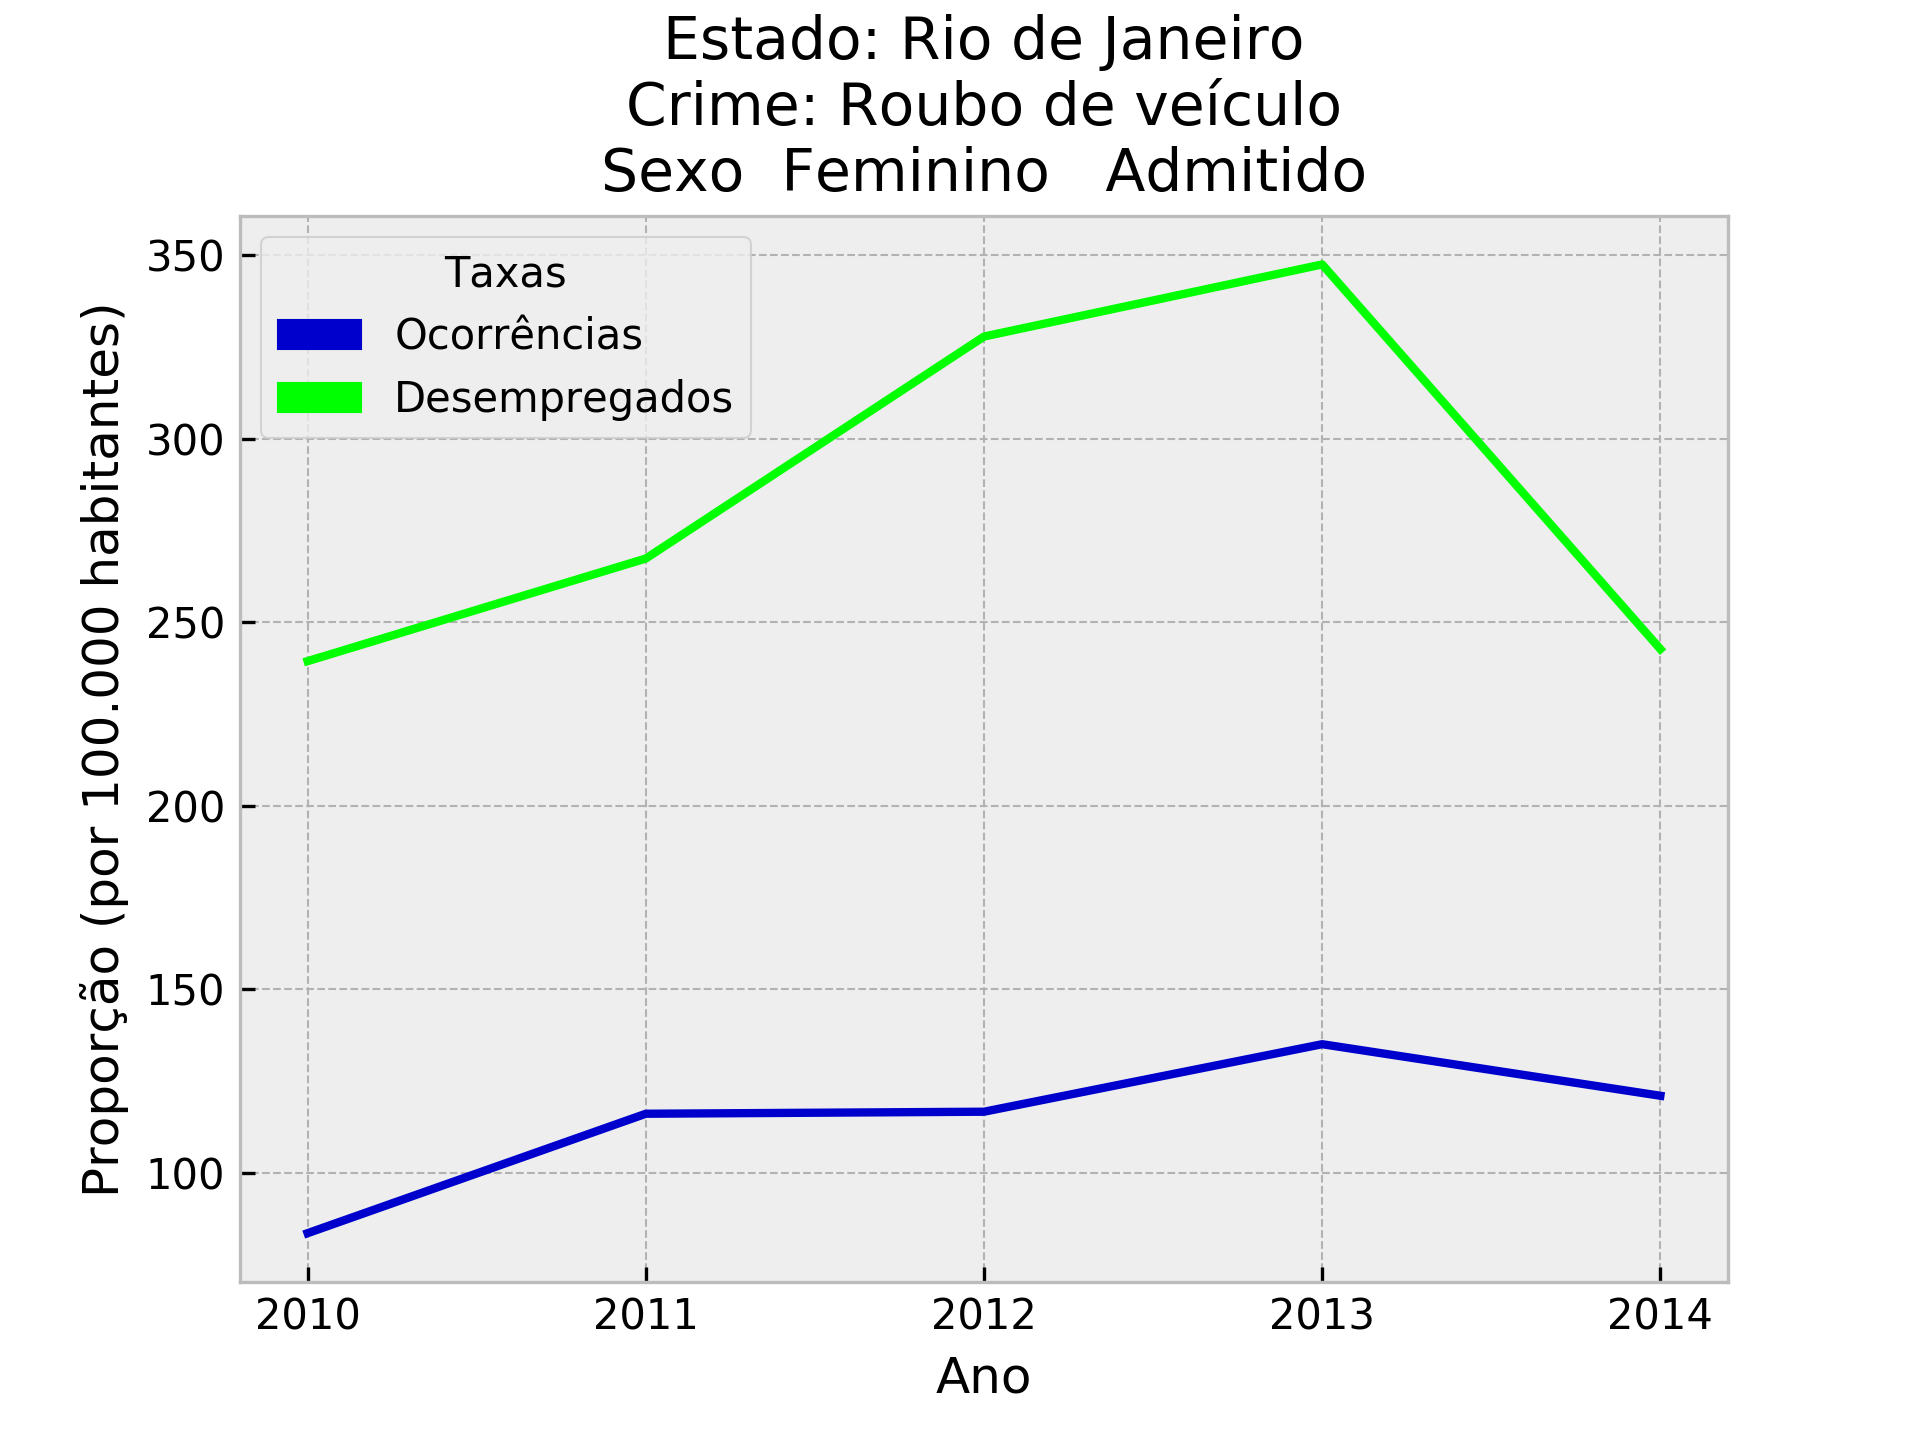 Estado: Rio de Janeiro
Crime: Roubo de veículo
Sexo  Feminino   Admitido
Taxas
Ocorrências
Desempregados
Proporção (por 100.000 habitantes)
350
300
250
200
150
100
2010 2011 2012 2013 2014
Ano